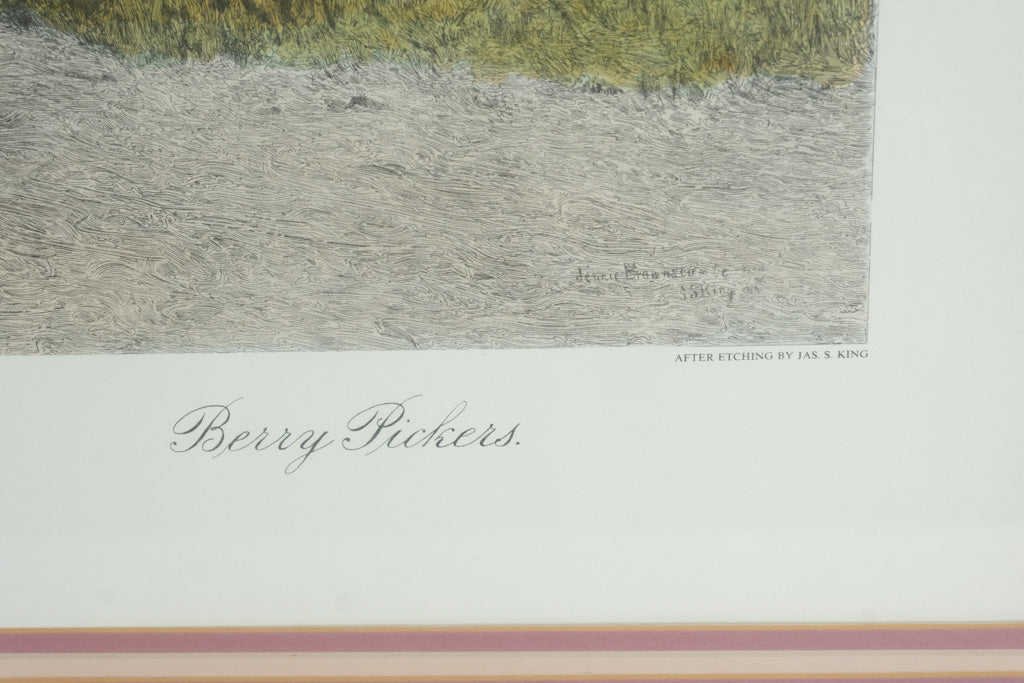 Jennie Brownscombe
J S King
AFTER ETCHING BY JAS. S. KING
Berry Pickers.